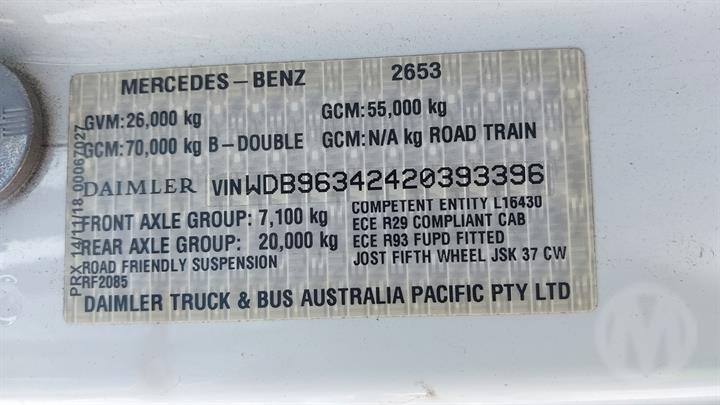 MERCEDES-BENZ 2653
GVM:26,000 kg GCM:55,000 kg
GCM:70,000 kg B-DOUBLE GCM:N/A kg ROAD TRAIN
DAIMLER VIN WDB96342420393396
FRONT AXLE GROUP: 7,100 kg
REAR AXLE GROUP: 20,000 kg
ROAD FRIENDLY SUSPENSION
RF2085
COMPETENT ENTITY L16430
ECE R29 COMPLIANT CAB
ECE R93 FUPD FITTED
JOST FIFTH WHEEL JSK 37 CW
DAIMLER TRUCK & BUS AUSTRALIA PACIFIC PTY LTD
PRX 14/11/18 00067027
M